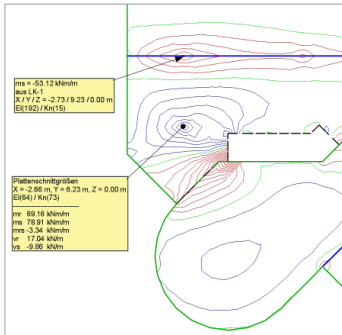 ms = -53.12 kNm/m
aus LK-1
X / Y / Z = -2.73 / 9.23 / 0.00 m
El(192) / Kn(15)
Plattenschnittgrößen
X = -2.66 m, Y = 6.23 m, Z = 0.00 m
El(64) / Kn(73)
------------------------------
mr 69.16 kNm/m
ms 78.91 kNm/m
mrs -3.34 kNm/m
vr 17.04 kN/m
vs -9.86 kN/m